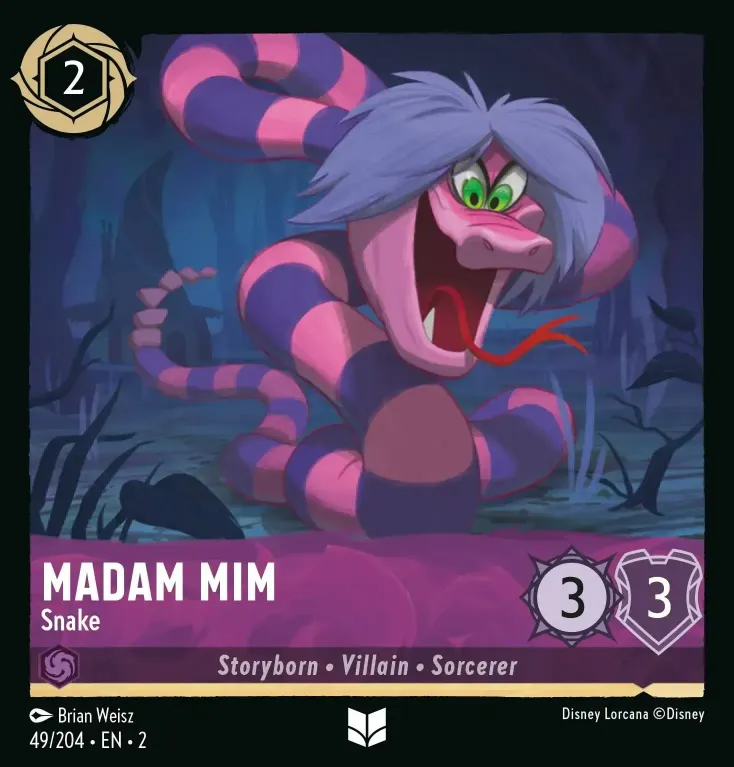 2
MADAM MIM
Snake
3
3
Storyborn • Villain • Sorcerer
Brian Weisz
Disney Lorcana ©Disney
49/204 • EN • 2